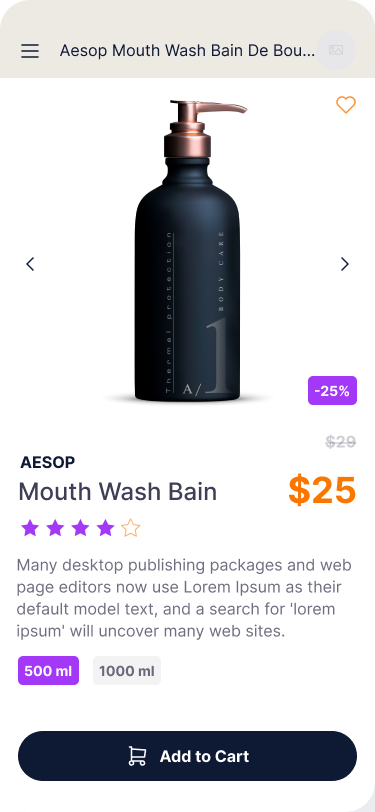 Aesop Mouth Wash Bain De Bou...
Thermel protection
BODY CARE
A/1
-25%
$29
AESOP
$25
Mouth Wash Bain
Many desktop publishing packages and web
page editors now use Lorem Ipsum as their
default model text, and a search for 'lorem
ipsum' will uncover many web sites.
500 ml
1000 ml
Add to Cart